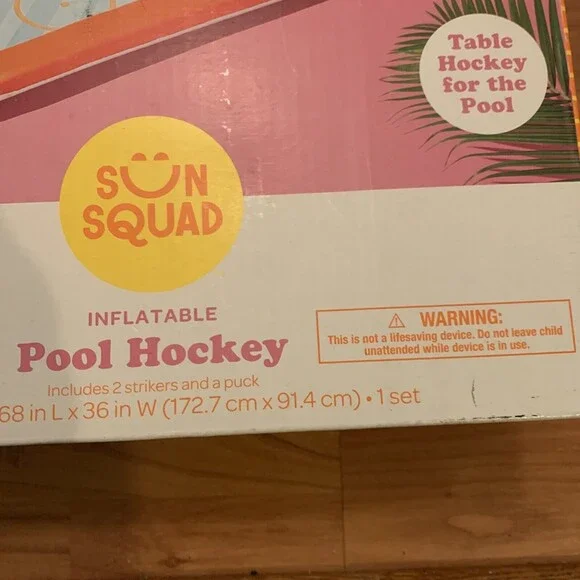 Table
Hockey
for the
Pool
SUN
SQUAD
INFLATABLE
Pool Hockey
Includes 2 strikers and a puck
68 in L x 36 in W (172.7 cm x 91.4 cm) • 1 set
⚠ WARNING:
This is not a lifesaving device. Do not leave child
unattended while device is in use.